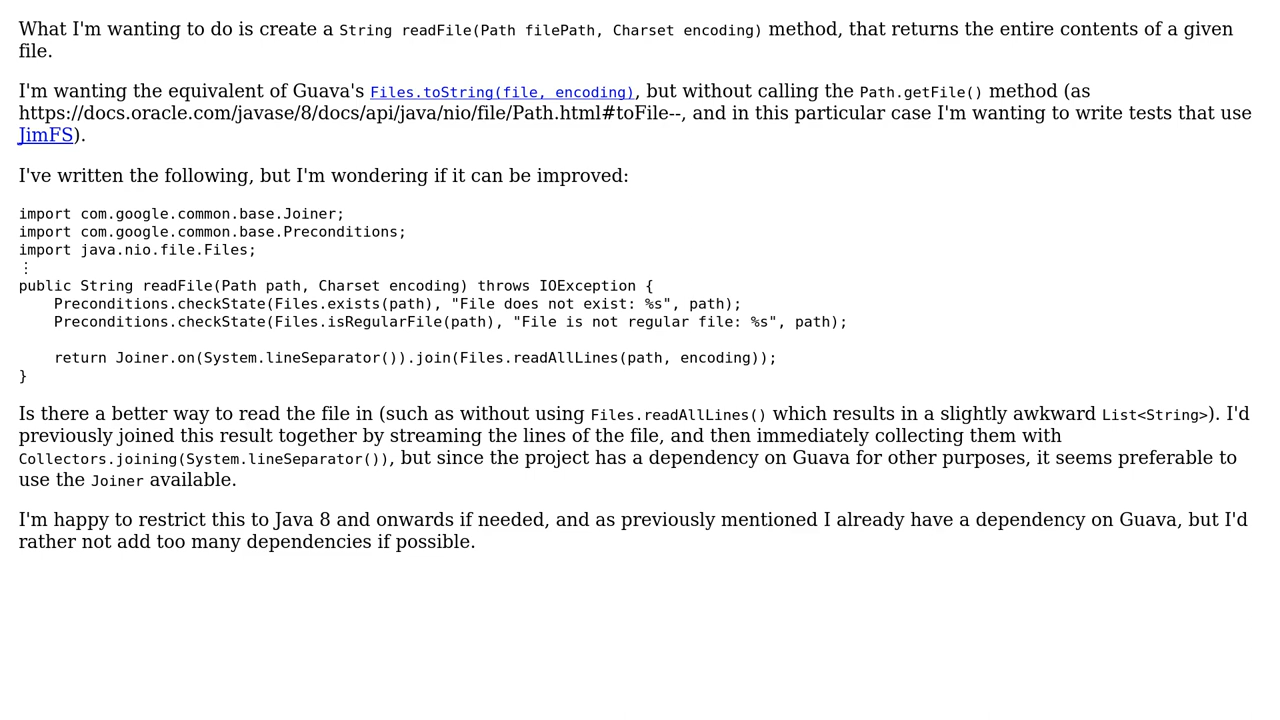 What I'm wanting to do is create a String readFile(Path filePath, Charset encoding) method, that returns the entire contents of a given
file.
I'm wanting the equivalent of Guava's Files.toString(file, encoding), but without calling the Path.getFile() method (as
https://docs.oracle.com/javase/8/docs/api/java/nio/file/Path.html#toFile--, and in this particular case I'm wanting to write tests that use
JimFS).
I've written the following, but I'm wondering if it can be improved:
import com.google.common.base.Joiner;
import com.google.common.base.Preconditions;
import java.nio.file.Files;
⋮
public String readFile(Path path, Charset encoding) throws IOException {
    Preconditions.checkState(Files.exists(path), "File does not exist: %s", path);
    Preconditions.checkState(Files.isRegularFile(path), "File is not regular file: %s", path);
    return Joiner.on(System.lineSeparator()).join(Files.readAllLines(path, encoding));
}
Is there a better way to read the file in (such as without using Files.readAllLines() which results in a slightly awkward List<String>). I'd
previously joined this result together by streaming the lines of the file, and then immediately collecting them with
Collectors.joining(System.lineSeparator()), but since the project has a dependency on Guava for other purposes, it seems preferable to
use the Joiner available.
I'm happy to restrict this to Java 8 and onwards if needed, and as previously mentioned I already have a dependency on Guava, but I'd
rather not add too many dependencies if possible.